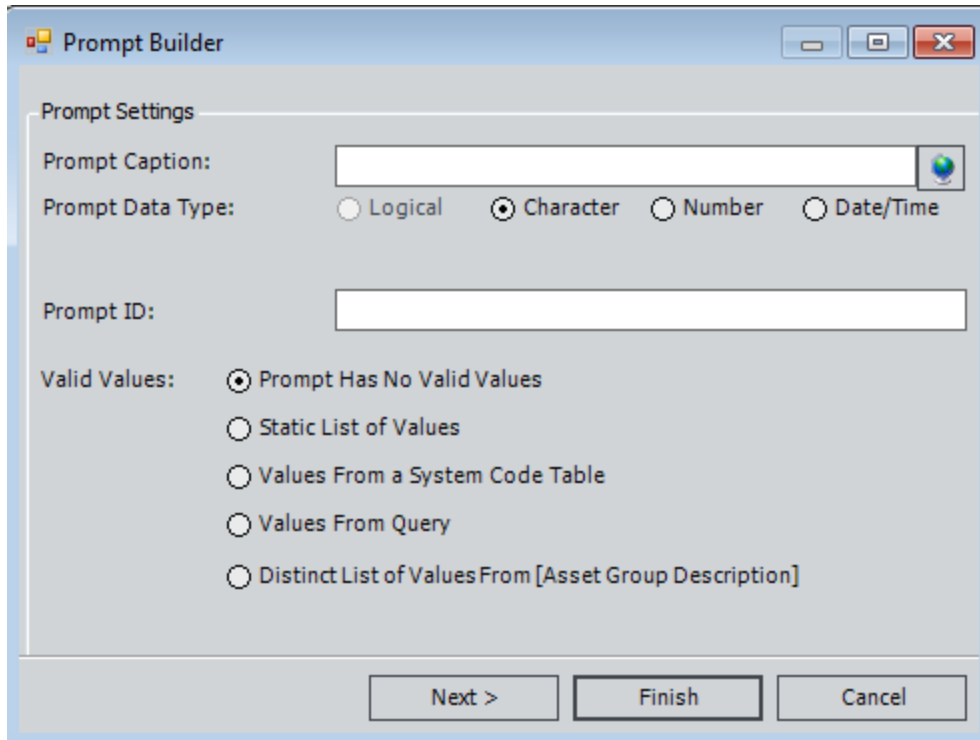 Prompt Builder
Prompt Settings
Prompt Caption:
Prompt Data Type: Logical Character Number Date/Time
Prompt ID:
Valid Values: Prompt Has No Valid Values
Static List of Values
Values From a System Code Table
Values From Query
Distinct List of Values From [Asset Group Description]
Next > Finish Cancel